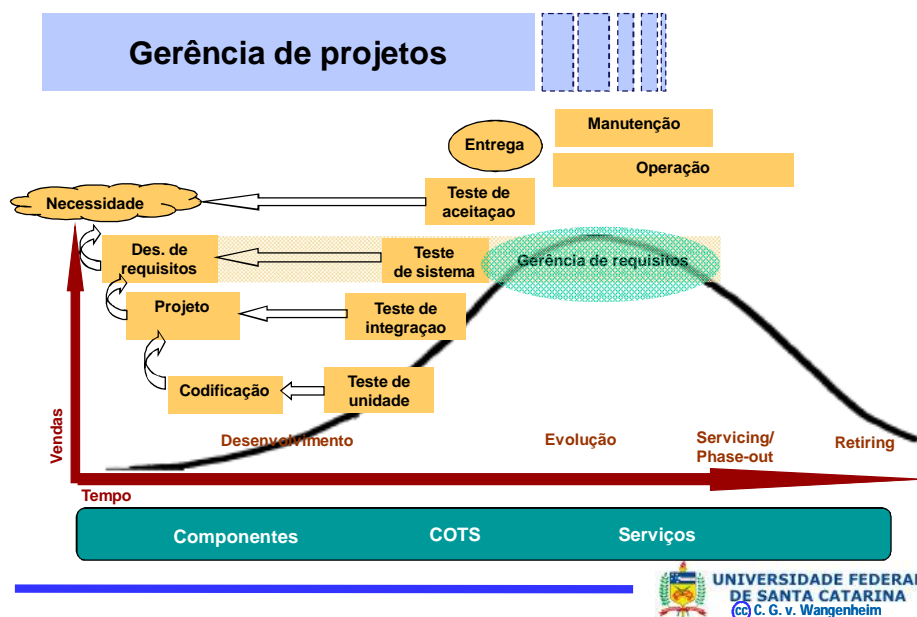 Gerência de projetos
Manutenção
Entrega
Operação
Necessidade
Teste de
aceitaçao
Des. de
requisitos
Teste
de sistema
Gerência de requisitos
Projeto
Teste de
integraçao
Codificação
Teste de
unidade
Vendas
Desenvolvimento
Evolução
Servicing/
Phase-out
Retiring
Tempo
Componentes
COTS
Serviços
UNIVERSIDADE FEDERAL
DE SANTA CATARINA
(cc) C. G. v. Wangenheim